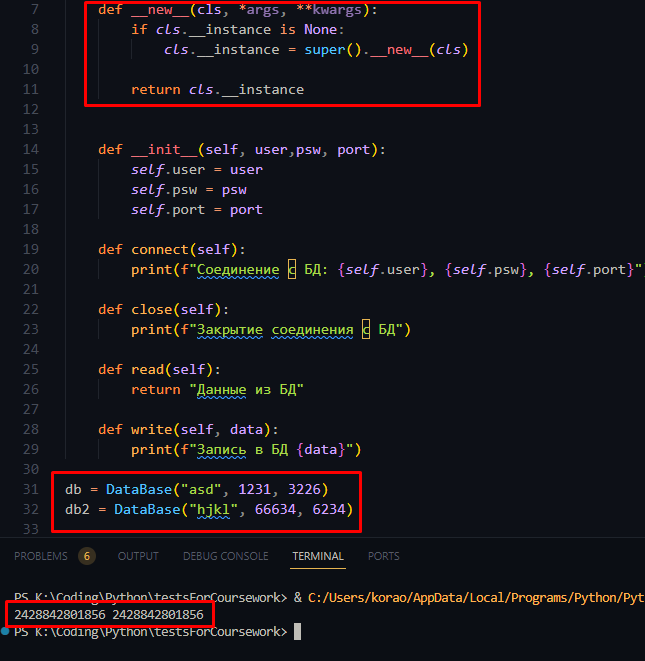 7 def __new__(cls, *args, **kwargs):
8 if cls.__instance is None:
9 cls.__instance = super().__new__(cls)
10
11 return cls.__instance
12
13
14 def __init__(self, user,psw, port):
15 self.user = user
16 self.psw = psw
17 self.port = port
18
19 def connect(self):
20 print(f"Соединение с БД: {self.user}, {self.psw}, {self.port}")
21
22 def close(self):
23 print(f"Закрытие соединения с БД")
24
25 def read(self):
26 return "Данные из БД"
27
28 def write(self, data):
29 print(f"Запись в БД {data}")
30
31 db = DataBase("asd", 1231, 3226)
32 db2 = DataBase("hjkl", 66634, 6234)
33
PROBLEMS 6 OUTPUT DEBUG CONSOLE TERMINAL PORTS
PS K:\Coding\Python\testsForCoursework> & C:/Users/korao/AppData/Local/Programs/Python/Pyt
2428842801856 2428842801856
PS K:\Coding\Python\testsForCoursework>